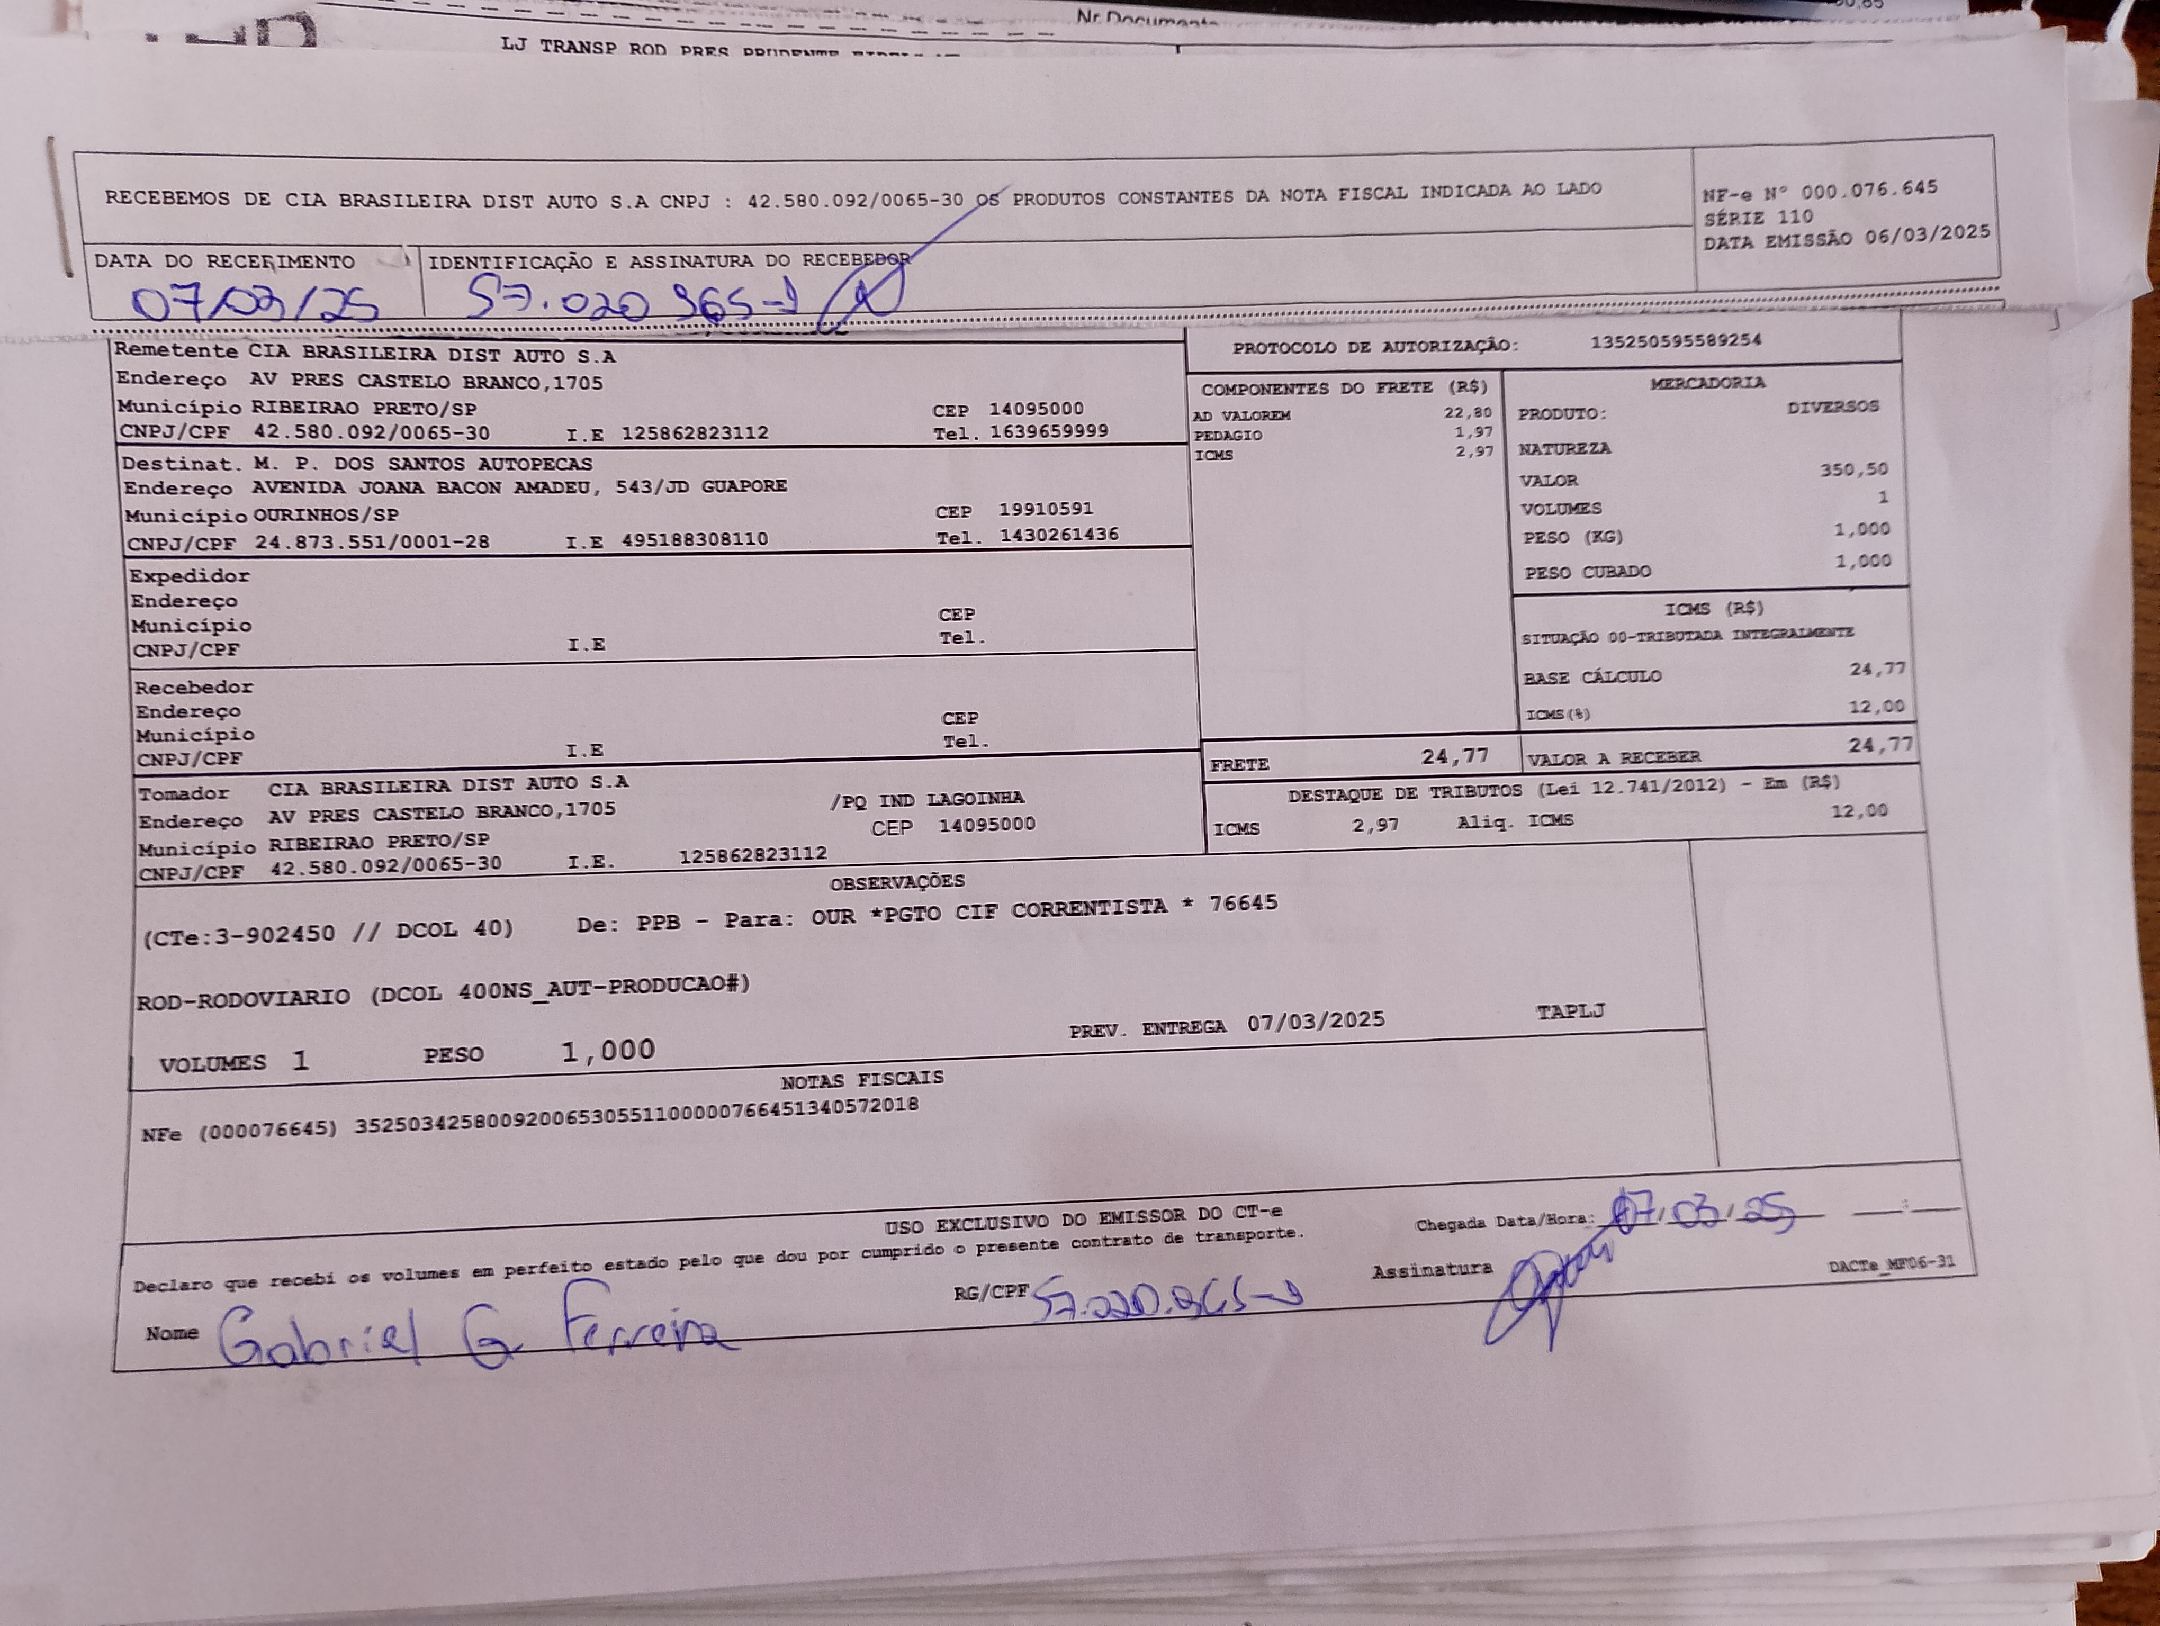 Nr Documento
LJ TRANSP ROD PRES PRUDENTE
RECEBEMOS DE CIA BRASILEIRA DIST AUTO S.A CNPJ : 42.580.092/0065-30 OS PRODUTOS CONSTANTES DA NOTA FISCAL INDICADA AO LADO
NF-e Nº 000.076.645
SÉRIE 110
DATA EMISSÃO 06/03/2025
DATA DO RECEBIMENTO IDENTIFICAÇÃO E ASSINATURA DO RECEBEDOR
07/03/25 57.020 965-9
Remetente CIA BRASILEIRA DIST AUTO S.A
Endereço AV PRES CASTELO BRANCO,1705
Município RIBEIRAO PRETO/SP CEP 14095000
CNPJ/CPF 42.580.092/0065-30 I.E 125862823112 Tel. 1639659999
Destinat. M. P. DOS SANTOS AUTOPECAS
Endereço AVENIDA JOANA BACON AMADEU, 543/JD GUAPORE
Município OURINHOS/SP CEP 19910591
CNPJ/CPF 24.873.551/0001-28 I.E 495188308110 Tel. 1430261436
Expedidor
Endereço
Município CEP
CNPJ/CPF I.E Tel.
Recebedor
Endereço
Município CEP
CNPJ/CPF I.E Tel.
Tomador CIA BRASILEIRA DIST AUTO S.A
Endereço AV PRES CASTELO BRANCO,1705 /PQ IND LAGOINHA
Município RIBEIRAO PRETO/SP CEP 14095000
CNPJ/CPF 42.580.092/0065-30 I.E. 125862823112
PROTOCOLO DE AUTORIZAÇÃO: 135250595589254
COMPONENTES DO FRETE (R$)
AD VALOREM 22,80
PEDAGIO 1,97
ICMS 2,97
MERCADORIA
PRODUTO: DIVERSOS
NATUREZA
VALOR 350,50
VOLUMES 1
PESO (KG) 1,000
PESO CUBADO 1,000
ICMS (R$)
SITUAÇÃO 00-TRIBUTADA INTEGRALMENTE
BASE CÁLCULO 24,77
ICMS(%) 12,00
FRETE 24,77 VALOR A RECEBER 24,77
DESTAQUE DE TRIBUTOS (Lei 12.741/2012) - Em (R$)
ICMS 2,97 Aliq. ICMS 12,00
OBSERVAÇÕES
(CTe:3-902450 // DCOL 40) De: PPB - Para: OUR *PGTO CIF CORRENTISTA * 76645
ROD-RODOVIARIO (DCOL 400NS_AUT-PRODUCAO#)
VOLUMES 1 PESO 1,000 PREV. ENTREGA 07/03/2025 TAPLJ
NOTAS FISCAIS
NFe (000076645) 35250342580092006530551100000766451340572018
USO EXCLUSIVO DO EMISSOR DO CT-e
Declaro que recebi os volumes em perfeito estado pelo que dou por cumprido o presente contrato de transporte.
Chegada Data/Hora: 07/03/25 __:__
Nome Gabriel G Ferreira RG/CPF 57.020.965-9 Assinatura
DACTe_MF06-31